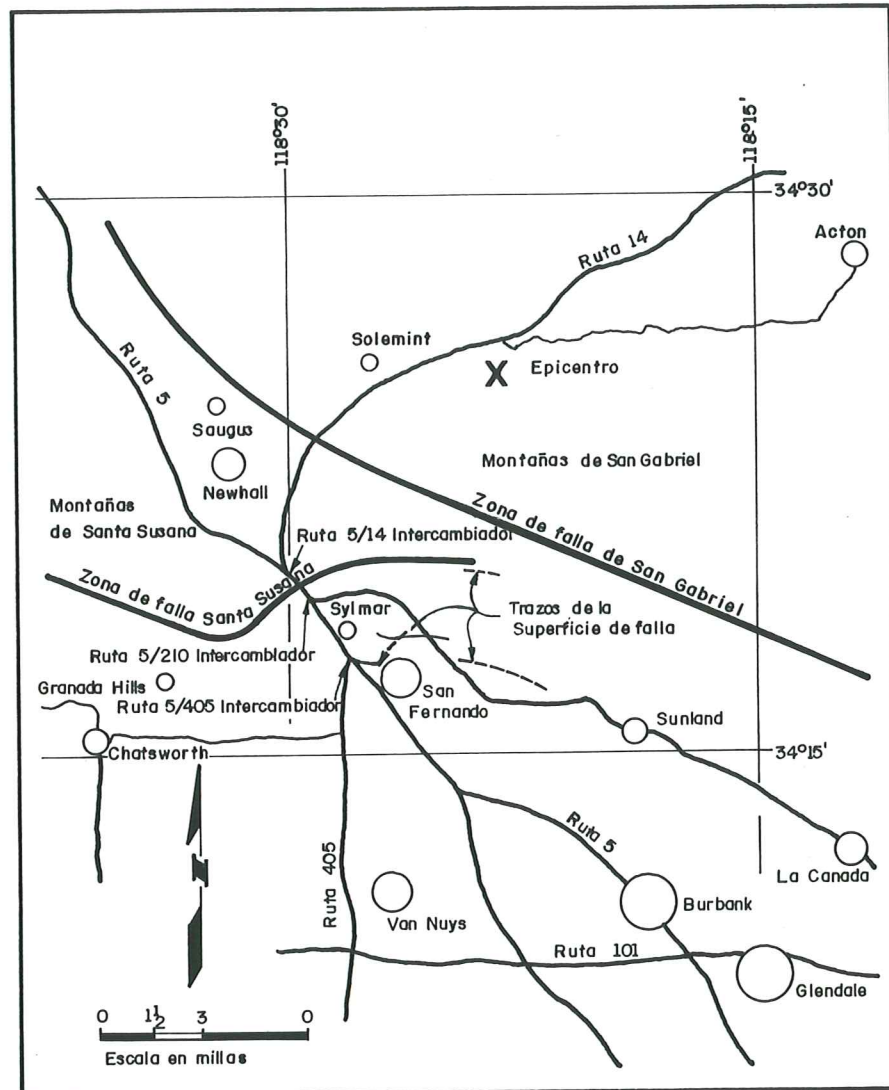 118°30'
118°15'
34°30'
Acton
Ruta 14
Solemint
Epicentro
X
Ruta 5
Saugus
Newhall
Montañas de San Gabriel
Montañas
de Santa Susana
Zona de falla de San Gabriel
Ruta 5/14 Intercambiador
Zona de falla Santa Susana
Sylmar
Trazos de la
Superficie de falla
Ruta 5/210 Intercambiador
Granada Hills
Ruta 5/405 Intercambiador
San
Fernando
Sunland
Chatsworth
34°15'
N
Ruta 405
Ruta 5
La Canada
Van Nuys
Burbank
Ruta 101
Glendale
0 1½ 3 0
Escala en millas